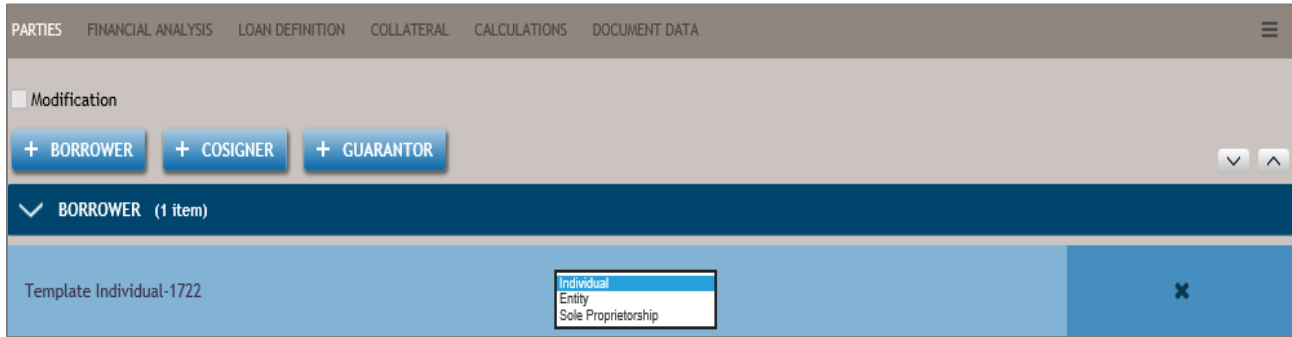 PARTIES FINANCIAL ANALYSIS LOAN DEFINITION COLLATERAL CALCULATIONS DOCUMENT DATA
Modification
+ BORROWER + COSIGNER + GUARANTOR
BORROWER (1 item)
Template Individual-1722
Individual
Entity
Sole Proprietorship